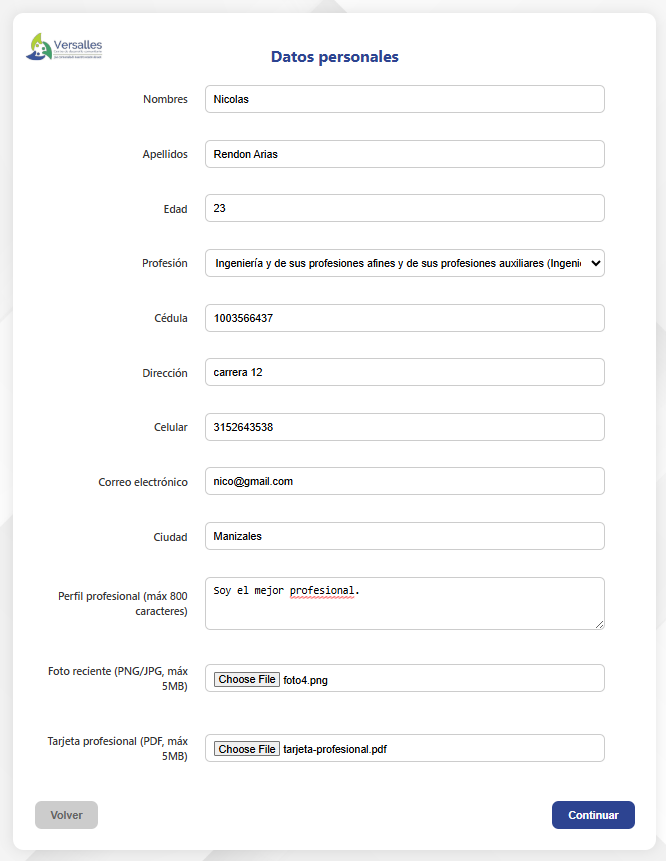 Versalles
Datos personales
Nombres
Nicolas
Apellidos
Rendon Arias
Edad
23
Profesión
Ingeniería y de sus profesiones afines y de sus profesiones auxiliares (Ingenie
Cédula
1003566437
Dirección
carrera 12
Celular
3152643538
Correo electrónico
nico@gmail.com
Ciudad
Manizales
Perfil profesional (máx 800
caracteres)
Soy el mejor profesional.
Foto reciente (PNG/JPG, máx
5MB)
Choose File foto4.png
Tarjeta profesional (PDF, máx
5MB)
Choose File tarjeta-profesional.pdf
Volver
Continuar